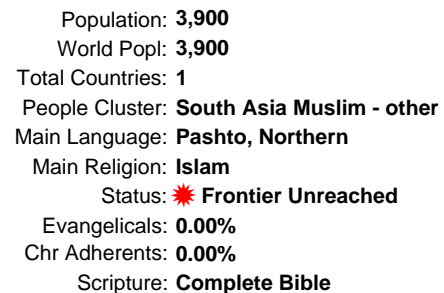 Population: 3,900
World Popl: 3,900
Total Countries: 1
People Cluster: South Asia Muslim - other
Main Language: Pashto, Northern
Main Religion: Islam
Status: Frontier Unreached
Evangelicals: 0.00%
Chr Adherents: 0.00%
Scripture: Complete Bible